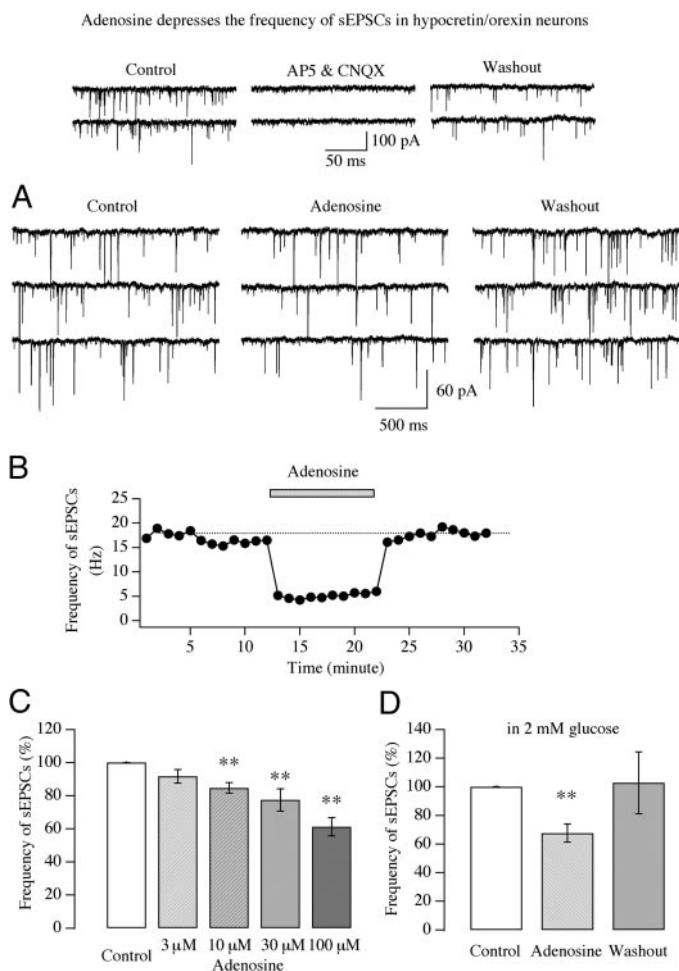 Adenosine depresses the frequency of sEPSCs in hypocretin/orexin neurons
Control
AP5 & CNQX
Washout
100 pA
50 ms
A
Control
Adenosine
Washout
60 pA
500 ms
B
Adenosine
Frequency of sEPSCs
(Hz)
25
20
15
10
5
0
5
10
15
20
25
30
35
Time (minute)
C
Frequency of sEPSCs (%)
120
100
80
60
40
20
0
**
**
**
Control
3 μM
10 μM
30 μM
100 μM
Adenosine
D
in 2 mM glucose
Frequency of sEPSCs (%)
140
120
100
80
60
40
20
0
**
Control
Adenosine
Washout